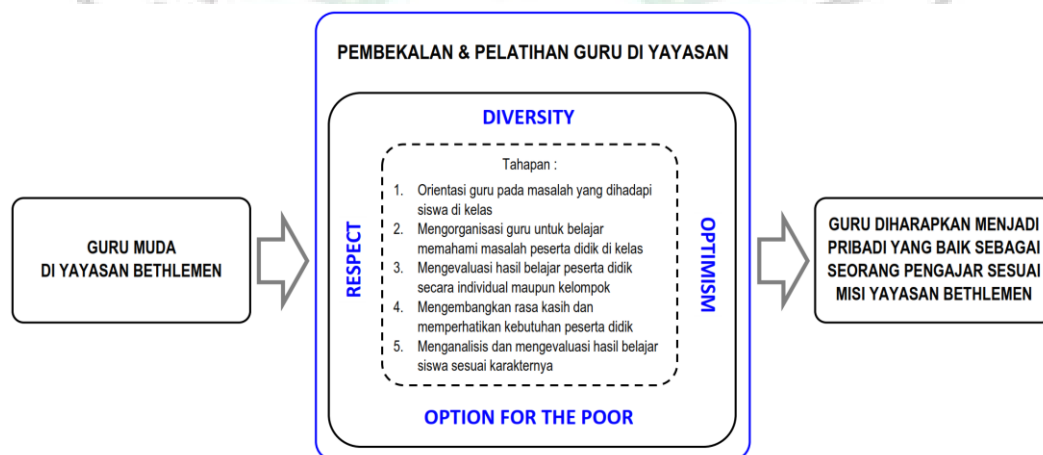 PEMBEKALAN & PELATIHAN GURU DI YAYASAN
DIVERSITY
Tahapan :
1. Orientasi guru pada masalah yang dihadapi
siswa di kelas
2. Mengorganisasi guru untuk belajar
memahami masalah peserta didik di kelas
3. Mengevaluasi hasil belajar peserta didik
secara individual maupun kelompok
4. Mengembangkan rasa kasih dan
memperhatikan kebutuhan peserta didik
5. Menganalisis dan mengevaluasi hasil belajar
siswa sesuai karakternya
RESPECT
OPTIMISM
OPTION FOR THE POOR
GURU MUDA
DI YAYASAN BETHLEMEN
GURU DIHARAPKAN MENJADI
PRIBADI YANG BAIK SEBAGAI
SEORANG PENGAJAR SESUAI
MISI YAYASAN BETHLEMEN